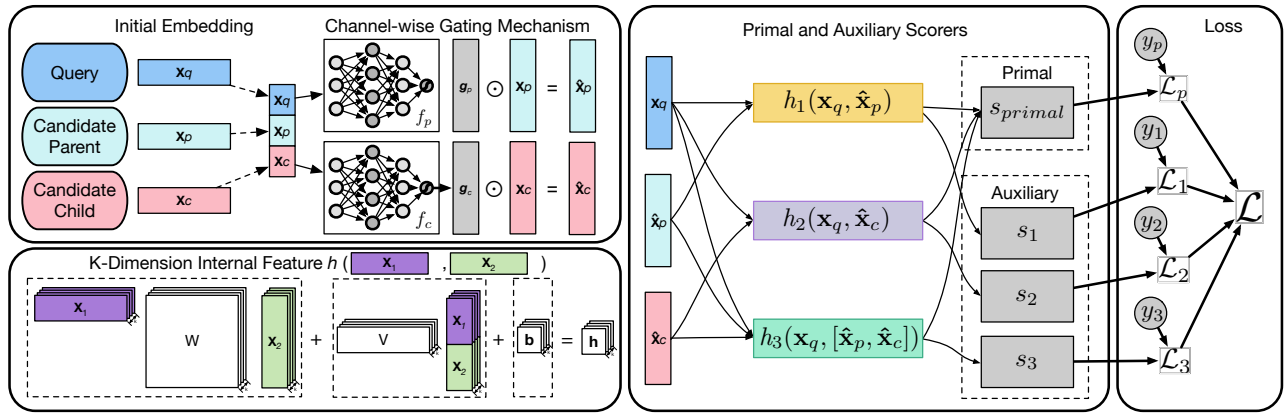 Initial Embedding
Channel-wise Gating Mechanism
Query
Candidate
Parent
Candidate
Child
x_q
x_p
x_c
x_q
x_p
x_c
f_p
g_p ⊙ x_p = x̂_p
f_c
g_c ⊙ x_c = x̂_c
K-Dimension Internal Feature h ( X_1 , X_2 )
X_1 W X_2 + V X_1 X_2 + b = h
Primal and Auxiliary Scorers
x_q
x̂_p
x̂_c
h_1(x_q, x̂_p)
h_2(x_q, x̂_c)
h_3(x_q, [x̂_p, x̂_c])
Primal
s_primal
Auxiliary
s_1
s_2
s_3
Loss
y_p
L_p
y_1
L_1
L
y_2
L_2
y_3
L_3